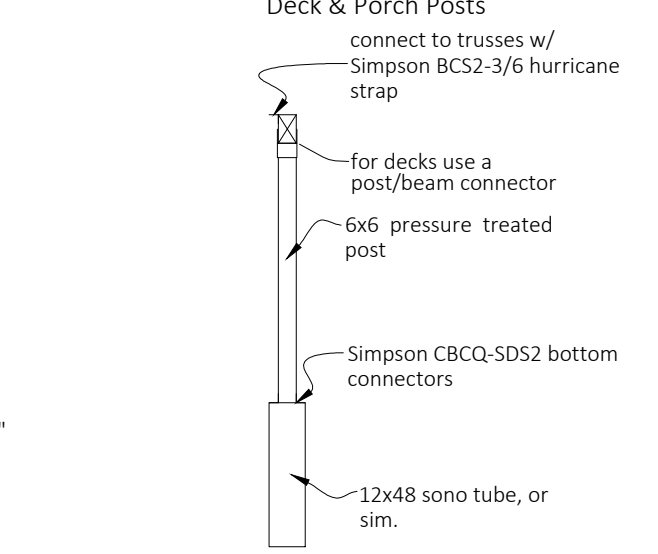 Deck & Porch Posts
connect to trusses w/
Simpson BCS2-3/6 hurricane
strap
for decks use a
post/beam connector
6x6 pressure treated
post
Simpson CBCQ-SDS2 bottom
connectors
"
12x48 sono tube, or
sim.